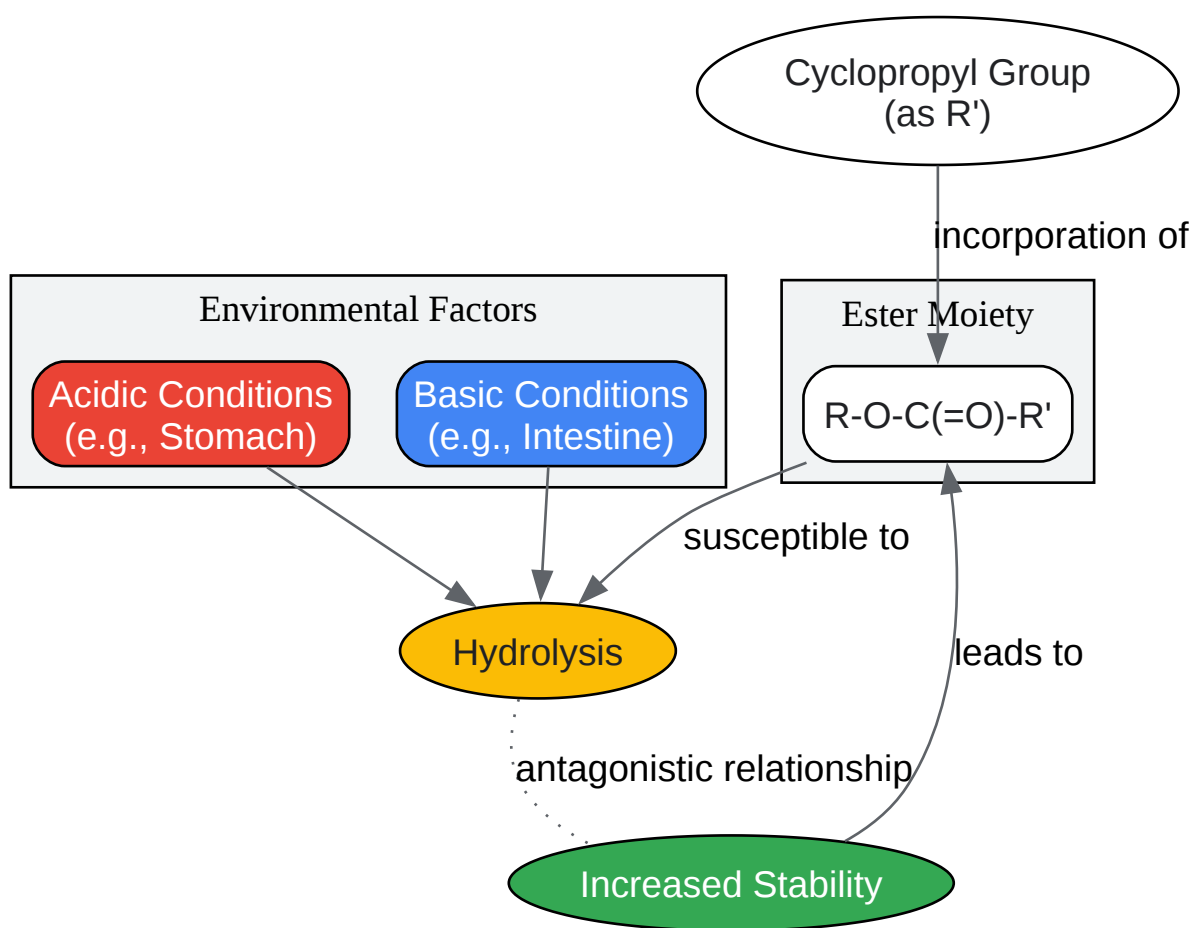 Cyclopropyl Group
(as R')
incorporation of
Environmental Factors
Ester Moiety
Acidic Conditions
(e.g., Stomach)
Basic Conditions
(e.g., Intestine)
R-O-C(=O)-R'
susceptible to
Hydrolysis
leads to
antagonistic relationship
Increased Stability